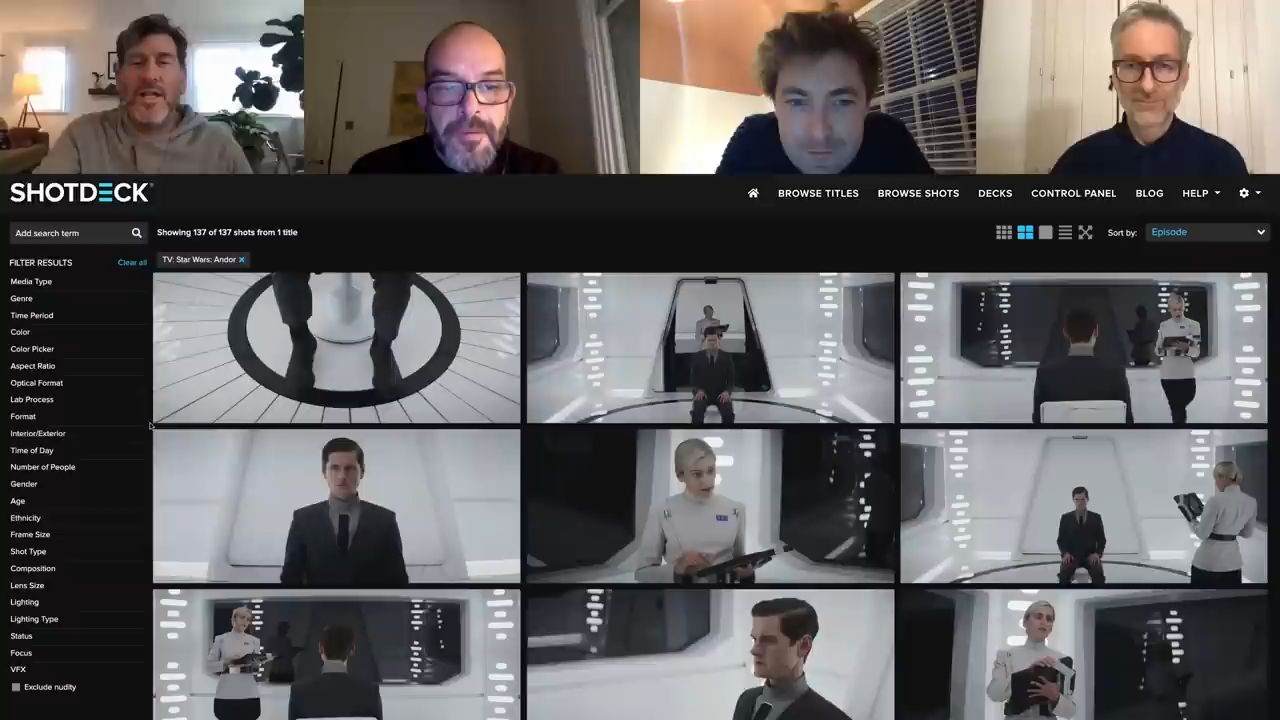 SHOTDECK
BROWSE TITLES
BROWSE SHOTS
DECKS
CONTROL PANEL
BLOG
HELP
Add search term
Showing 137 of 137 shots from 1 title
Sort by:
Episode
FILTER RESULTS
Clear all
TV: Star Wars: Andor ×
Media Type
Genre
Time Period
Color
Color Picker
Aspect Ratio
Optical Format
Lab Process
Format
Interior/Exterior
Time of Day
Number of People
Gender
Age
Ethnicity
Frame Size
Shot Type
Composition
Lens Size
Lighting
Lighting Type
Status
Focus
VFX
Exclude nudity